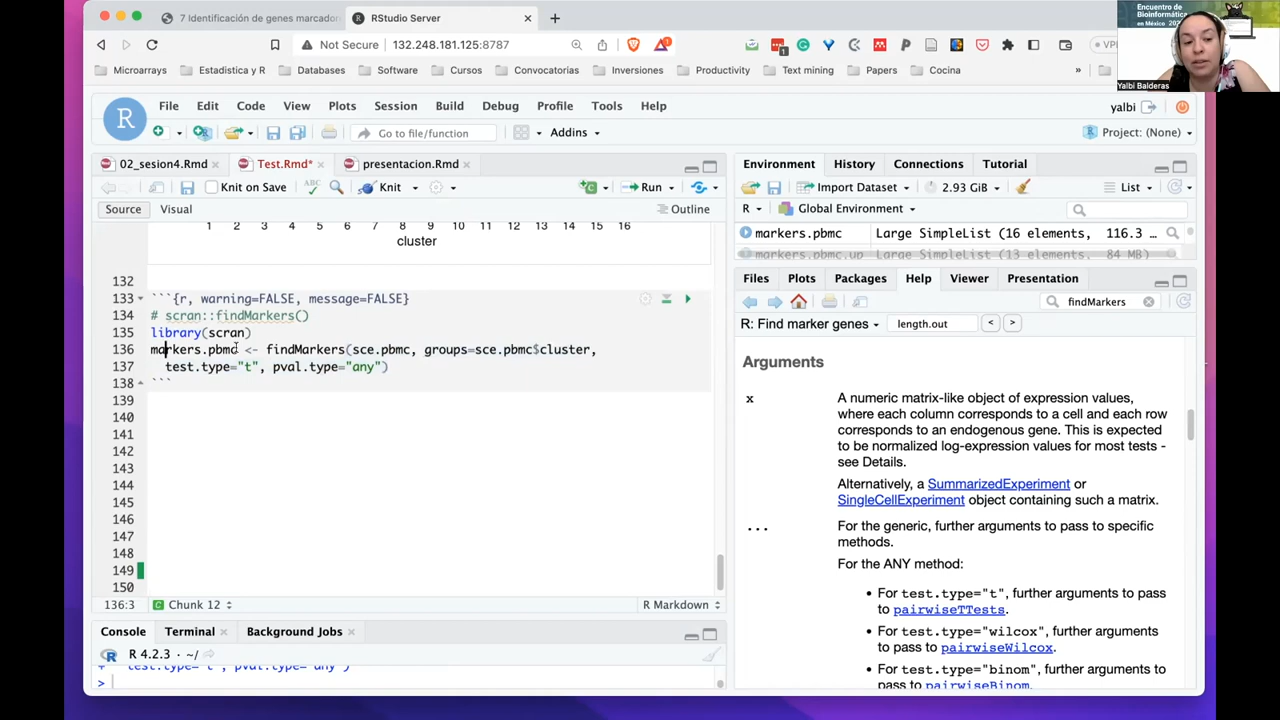 7 Identificación de genes marcador
RStudio Server
Not Secure 132.248.181.125:8787
Microarrays Estadistica y R Databases Software Cursos Convocatorias Inversiones Productivity Text mining Papers Cocina »
Encuentro de
Bioinformática
Yalbi Balderas
File Edit Code View Plots Session Build Debug Profile Tools Help
yalbi
Go to file/function Addins
Project: (None)
02_sesion4.Rmd Test.Rmd* presentacion.Rmd
Knit on Save Knit Run
Source Visual Outline
1 2 3 4 5 6 7 8 9 10 11 12 13 14 15 16
cluster
132
133 ```{r, warning=FALSE, message=FALSE}
134 # scran::findMarkers()
135 library(scran)
136 markers.pbmc <- findMarkers(sce.pbmc, groups=sce.pbmc$cluster,
137 test.type="t", pval.type="any")
138 ```
139
140
141
142
143
144
145
146
147
148
149
150
136:3 Chunk 12 R Markdown
Console Terminal Background Jobs
R 4.2.3 · ~/
+ test.type="t", pval.type="any")
>
Environment History Connections Tutorial
Import Dataset 2.93 GiB List
R Global Environment
markers.pbmc Large SimpleList (16 elements, 116.3 …
markers.pbmc.up Large SimpleList (13 elements, 84 MB)
Files Plots Packages Help Viewer Presentation
findMarkers
R: Find marker genes length.out < >
Arguments
x
A numeric matrix-like object of expression values,
where each column corresponds to a cell and each row
corresponds to an endogenous gene. This is expected
to be normalized log-expression values for most tests -
see Details.
Alternatively, a SummarizedExperiment or
SingleCellExperiment object containing such a matrix.
...
For the generic, further arguments to pass to specific
methods.
For the ANY method:
• For test.type="t", further arguments to pass
to pairwiseTTests.
• For test.type="wilcox", further arguments
to pass to pairwiseWilcox.
• For test.type="binom", further arguments to
pass to pairwiseBinom.